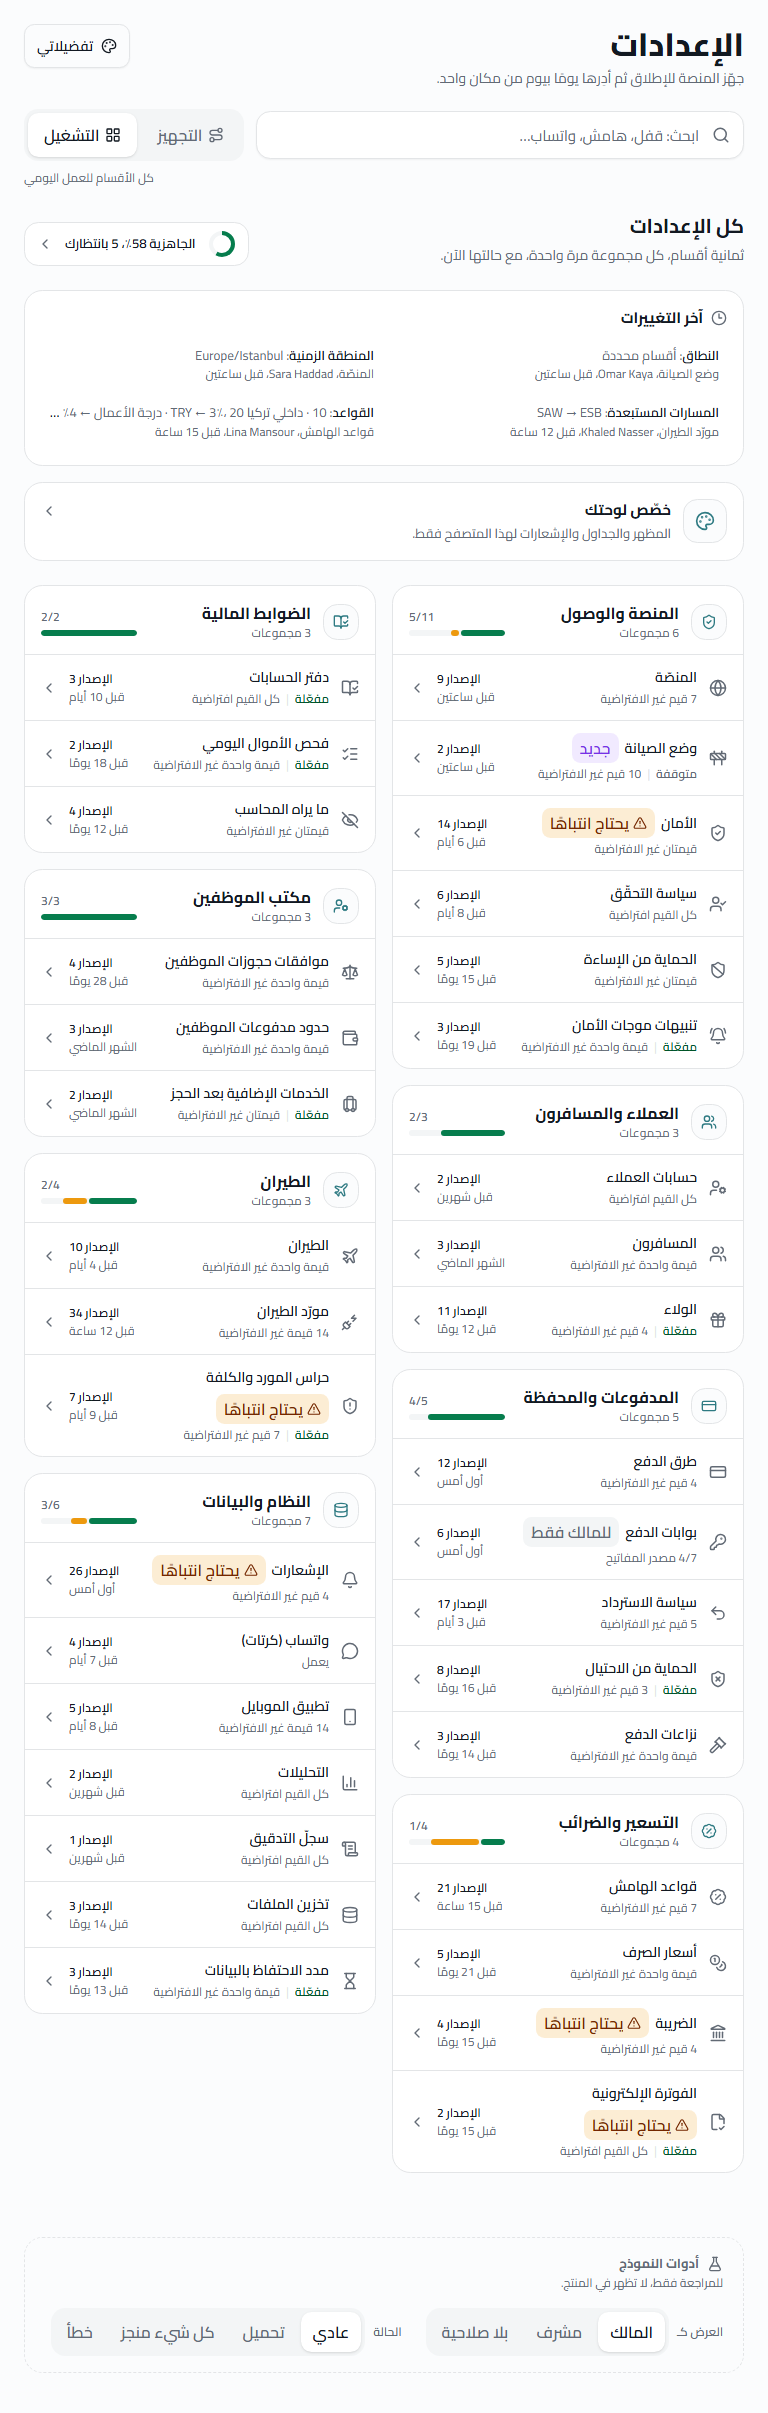 الإعدادات
تفضيلاتي
جهّز المنصة للإطلاق ثم أدِرها يومًا بيوم من مكان واحد.
ابحث: قفل، هامش، واتساب...
التجهيز
التشغيل
كل الأقسام للعمل اليومي
كل الإعدادات
ثمانية أقسام، كل مجموعة مرة واحدة، مع حالتها الآن.
الجاهزية 58٪، 5 بانتظارك
آخر التغييرات
النطاق: أقسام محددة
وضع الصيانة، Omar Kaya، قبل ساعتين
المنطقة الزمنية: Europe/Istanbul
المنصّة، Sara Haddad، قبل ساعتين
المسارات المستبعدة: SAW → ESB
مورّد الطيران، Khaled Nasser، قبل 12 ساعة
القواعد: 10 · داخلي تركيا 20 ،٪3 ← TRY · درجة الأعمال ← 4٪ ...
قواعد الهامش، Lina Mansour، قبل 15 ساعة
خصّص لوحتك
المظهر والجداول والإشعارات لهذا المتصفح فقط.
المنصة والوصول
6 مجموعات
5/11
المنصّة
7 قيم غير الافتراضية
الإصدار 9
قبل ساعتين
وضع الصيانة جديد
متوقفة | 10 قيم غير الافتراضية
الإصدار 2
قبل ساعتين
الأمان يحتاج انتباهًا
قيمتان غير الافتراضية
الإصدار 14
قبل 6 أيام
سياسة التحقّق
كل القيم افتراضية
الإصدار 6
قبل 8 أيام
الحماية من الإساءة
قيمتان غير الافتراضية
الإصدار 5
قبل 15 يومًا
تنبيهات موجات الأمان
مفعّلة | قيمة واحدة غير الافتراضية
الإصدار 3
قبل 19 يومًا
العملاء والمسافرون
3 مجموعات
2/3
حسابات العملاء
كل القيم افتراضية
الإصدار 2
قبل شهرين
المسافرون
قيمة واحدة غير الافتراضية
الإصدار 3
الشهر الماضي
الولاء
مفعّلة | 4 قيم غير الافتراضية
الإصدار 11
قبل 12 يومًا
المدفوعات والمحفظة
5 مجموعات
4/5
طرق الدفع
4 قيم غير الافتراضية
الإصدار 12
أول أمس
بوابات الدفع للمالك فقط
4/7 مصدر المفاتيح
الإصدار 6
أول أمس
سياسة الاسترداد
5 قيم غير الافتراضية
الإصدار 17
قبل 3 أيام
الحماية من الاحتيال
مفعّلة | 3 قيم غير الافتراضية
الإصدار 8
قبل 16 يومًا
نزاعات الدفع
قيمة واحدة غير الافتراضية
الإصدار 3
قبل 14 يومًا
التسعير والضرائب
4 مجموعات
1/4
قواعد الهامش
7 قيم غير الافتراضية
الإصدار 21
قبل 15 ساعة
أسعار الصرف
قيمة واحدة غير الافتراضية
الإصدار 5
قبل 21 يومًا
الضريبة يحتاج انتباهًا
4 قيم غير الافتراضية
الإصدار 4
قبل 15 يومًا
الفوترة الإلكترونية
يحتاج انتباهًا
مفعّلة | كل القيم افتراضية
الإصدار 2
قبل 15 يومًا
الضوابط المالية
3 مجموعات
2/2
دفتر الحسابات
مفعّلة | كل القيم افتراضية
الإصدار 3
قبل 10 أيام
فحص الأموال اليومي
مفعّلة | قيمة واحدة غير الافتراضية
الإصدار 2
قبل 18 يومًا
ما يراه المحاسب
قيمتان غير الافتراضية
الإصدار 4
قبل 12 يومًا
مكتب الموظفين
3 مجموعات
3/3
موافقات حجوزات الموظفين
قيمة واحدة غير الافتراضية
الإصدار 4
قبل 28 يومًا
حدود مدفوعات الموظفين
قيمة واحدة غير الافتراضية
الإصدار 3
الشهر الماضي
الخدمات الإضافية بعد الحجز
مفعّلة | قيمتان غير الافتراضية
الإصدار 2
الشهر الماضي
الطيران
3 مجموعات
2/4
الطيران
قيمة واحدة غير الافتراضية
الإصدار 10
قبل 4 أيام
مورّد الطيران
14 قيمة غير الافتراضية
الإصدار 34
قبل 12 ساعة
حراس المورد والكلفة
يحتاج انتباهًا
مفعّلة | 7 قيم غير الافتراضية
الإصدار 7
قبل 9 أيام
النظام والبيانات
7 مجموعات
3/6
الإشعارات يحتاج انتباهًا
4 قيم غير الافتراضية
الإصدار 26
أول أمس
واتساب (كرتات)
يعمل
الإصدار 4
قبل 7 أيام
تطبيق الموبايل
14 قيمة غير الافتراضية
الإصدار 5
قبل 8 أيام
التحليلات
كل القيم افتراضية
الإصدار 2
قبل شهرين
سجلّ التدقيق
كل القيم افتراضية
الإصدار 1
قبل شهرين
تخزين الملفات
كل القيم افتراضية
الإصدار 3
قبل 14 يومًا
مدد الاحتفاظ بالبيانات
مفعّلة | قيمة واحدة غير الافتراضية
الإصدار 3
قبل 13 يومًا
أدوات النموذج
للمراجعة فقط، لا تظهر في المنتج.
العرض كـ
المالك
مشرف
بلا صلاحية
الحالة
عادي
تحميل
كل شيء منجز
خطأ